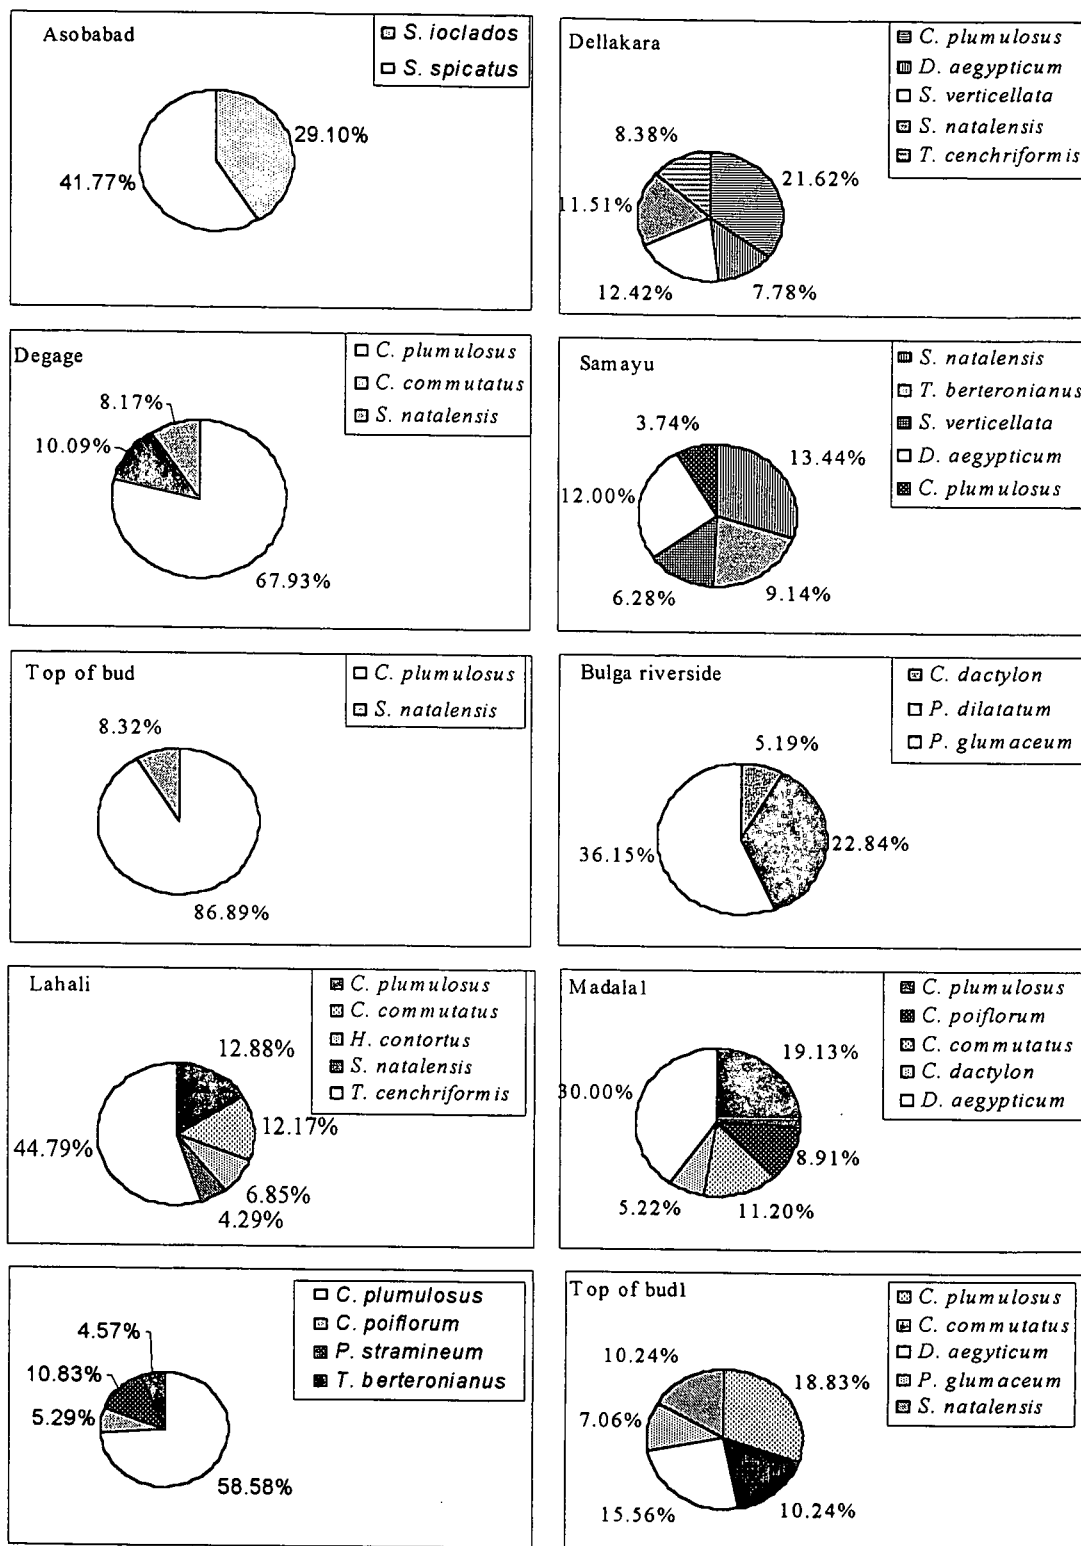 Asobabad
S. ioclados
S. spicatus
29.10%
41.77%
Dellakara
C. plumulosus
D. aegypticum
S. verticellata
S. natalensis
T. cenchriformis
8.38%
21.62%
11.51%
12.42%
7.78%
Degage
C. plumulosus
C. commutatus
S. natalensis
8.17%
10.09%
67.93%
Samayu
S. natalensis
T. berteronianus
S. verticellata
D. aegypticum
C. plumulosus
3.74%
13.44%
12.00%
6.28%
9.14%
Top of bud
C. plumulosus
S. natalensis
8.32%
86.89%
Bulga riverside
C. dactylon
P. dilatatum
P. glumaceum
5.19%
36.15%
22.84%
Lahali
C. plumulosus
C. commutatus
H. contortus
S. natalensis
T. cenchriformis
12.88%
12.17%
44.79%
6.85%
4.29%
Madala1
C. plumulosus
C. poiflorum
C. commutatus
C. dactylon
D. aegypticum
19.13%
30.00%
8.91%
5.22%
11.20%
C. plumulosus
C. poiflorum
P. stramineum
T. berteronianus
4.57%
10.83%
5.29%
58.58%
Top of bud1
C. plumulosus
C. commutatus
D. aegyticum
P. glumaceum
S. natalensis
10.24%
18.83%
7.06%
15.56%
10.24%